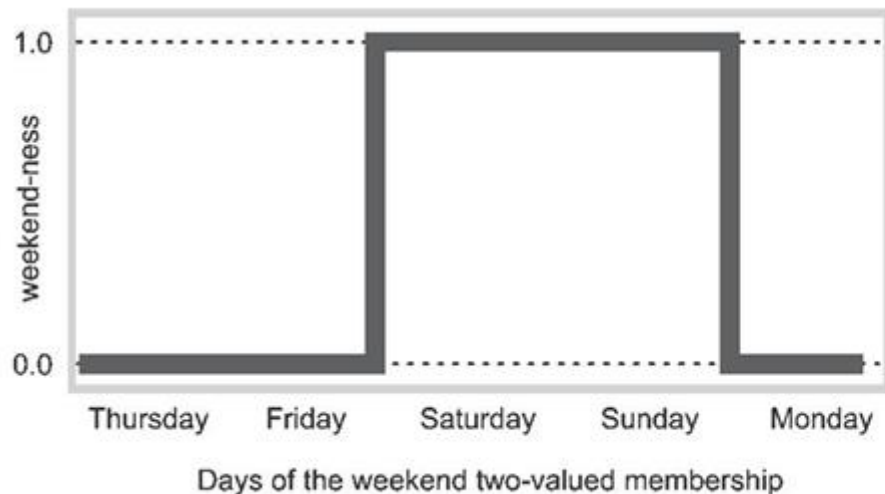 1.0
weekend-ness
0.0
Thursday Friday Saturday Sunday Monday
Days of the weekend two-valued membership